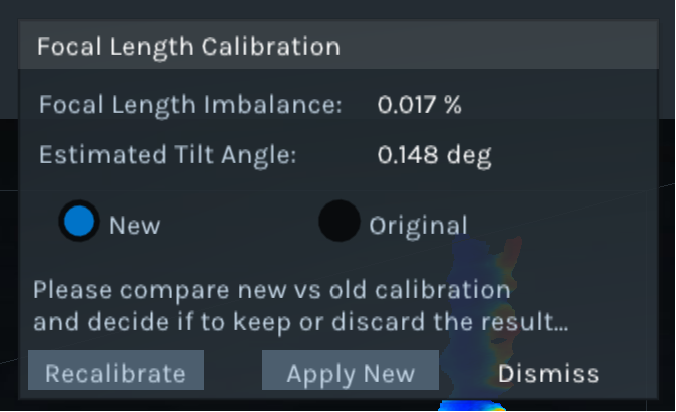 Focal Length Calibration
Focal Length Imbalance: 0.017 %
Estimated Tilt Angle: 0.148 deg
New Original
Please compare new vs old calibration
and decide if to keep or discard the result...
Recalibrate Apply New Dismiss